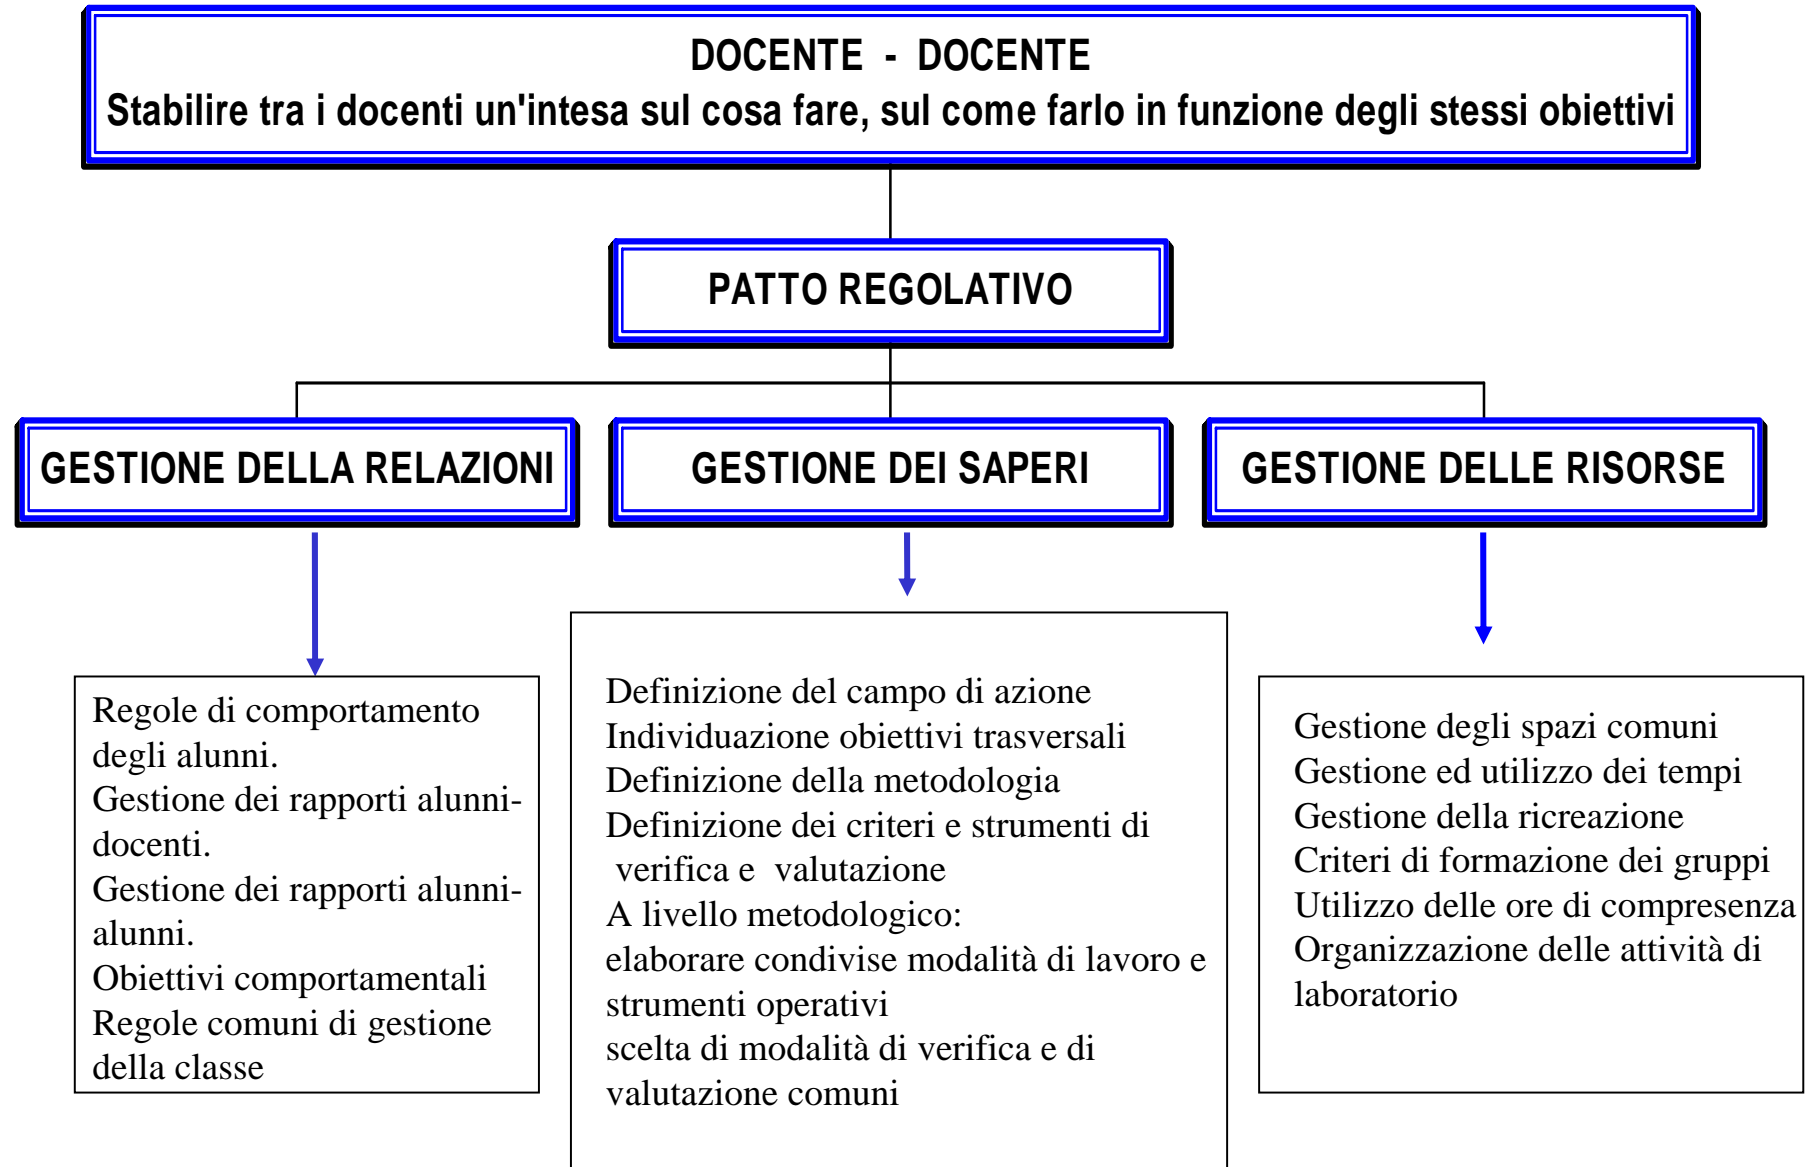 DOCENTE - DOCENTE
Stabilire tra i docenti un'intesa sul cosa fare, sul come farlo in funzione degli stessi obiettivi
PATTO REGOLATIVO
GESTIONE DELLA RELAZIONI
GESTIONE DEI SAPERI
GESTIONE DELLE RISORSE
Regole di comportamento
degli alunni.
Gestione dei rapporti alunni-
docenti.
Gestione dei rapporti alunni-
alunni.
Obiettivi comportamentali
Regole comuni di gestione
della classe
Definizione del campo di azione
Individuazione obiettivi trasversali
Definizione della metodologia
Definizione dei criteri e strumenti di
verifica e valutazione
A livello metodologico:
elaborare condivise modalità di lavoro e
strumenti operativi
scelta di modalità di verifica e di
valutazione comuni
Gestione degli spazi comuni
Gestione ed utilizzo dei tempi
Gestione della ricreazione
Criteri di formazione dei gruppi
Utilizzo delle ore di compresenza
Organizzazione delle attività di
laboratorio